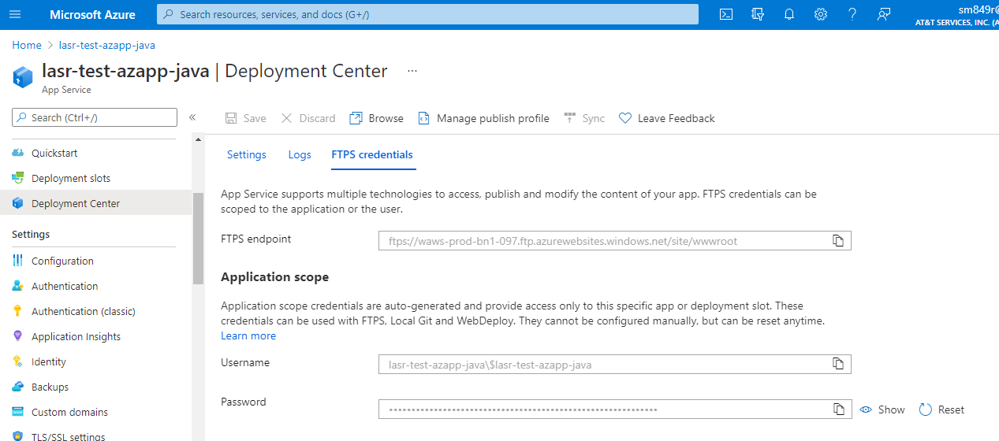 Microsoft Azure
Search resources, services, and docs (G+/)
sm849r@
AT&T SERVICES, INC. (A
Home > lasr-test-azapp-java
lasr-test-azapp-java | Deployment Center ...
App Service
Search (Ctrl+/)
«
Save
Discard
Browse
Manage publish profile
Sync
Leave Feedback
Quickstart
Deployment slots
Deployment Center
Settings
Configuration
Authentication
Authentication (classic)
Application Insights
Identity
Backups
Custom domains
TLS/SSL settings
Settings
Logs
FTPS credentials
App Service supports multiple technologies to access, publish and modify the content of your app. FTPS credentials can be
scoped to the application or the user.
FTPS endpoint
ftps://waws-prod-bn1-097.ftp.azurewebsites.windows.net/site/wwwroot
Application scope
Application scope credentials are auto-generated and provide access only to this specific app or deployment slot. These
credentials can be used with FTPS, Local Git and WebDeploy. They cannot be configured manually, but can be reset anytime.
Learn more
Username
lasr-test-azapp-java\$lasr-test-azapp-java
Password
Show
Reset